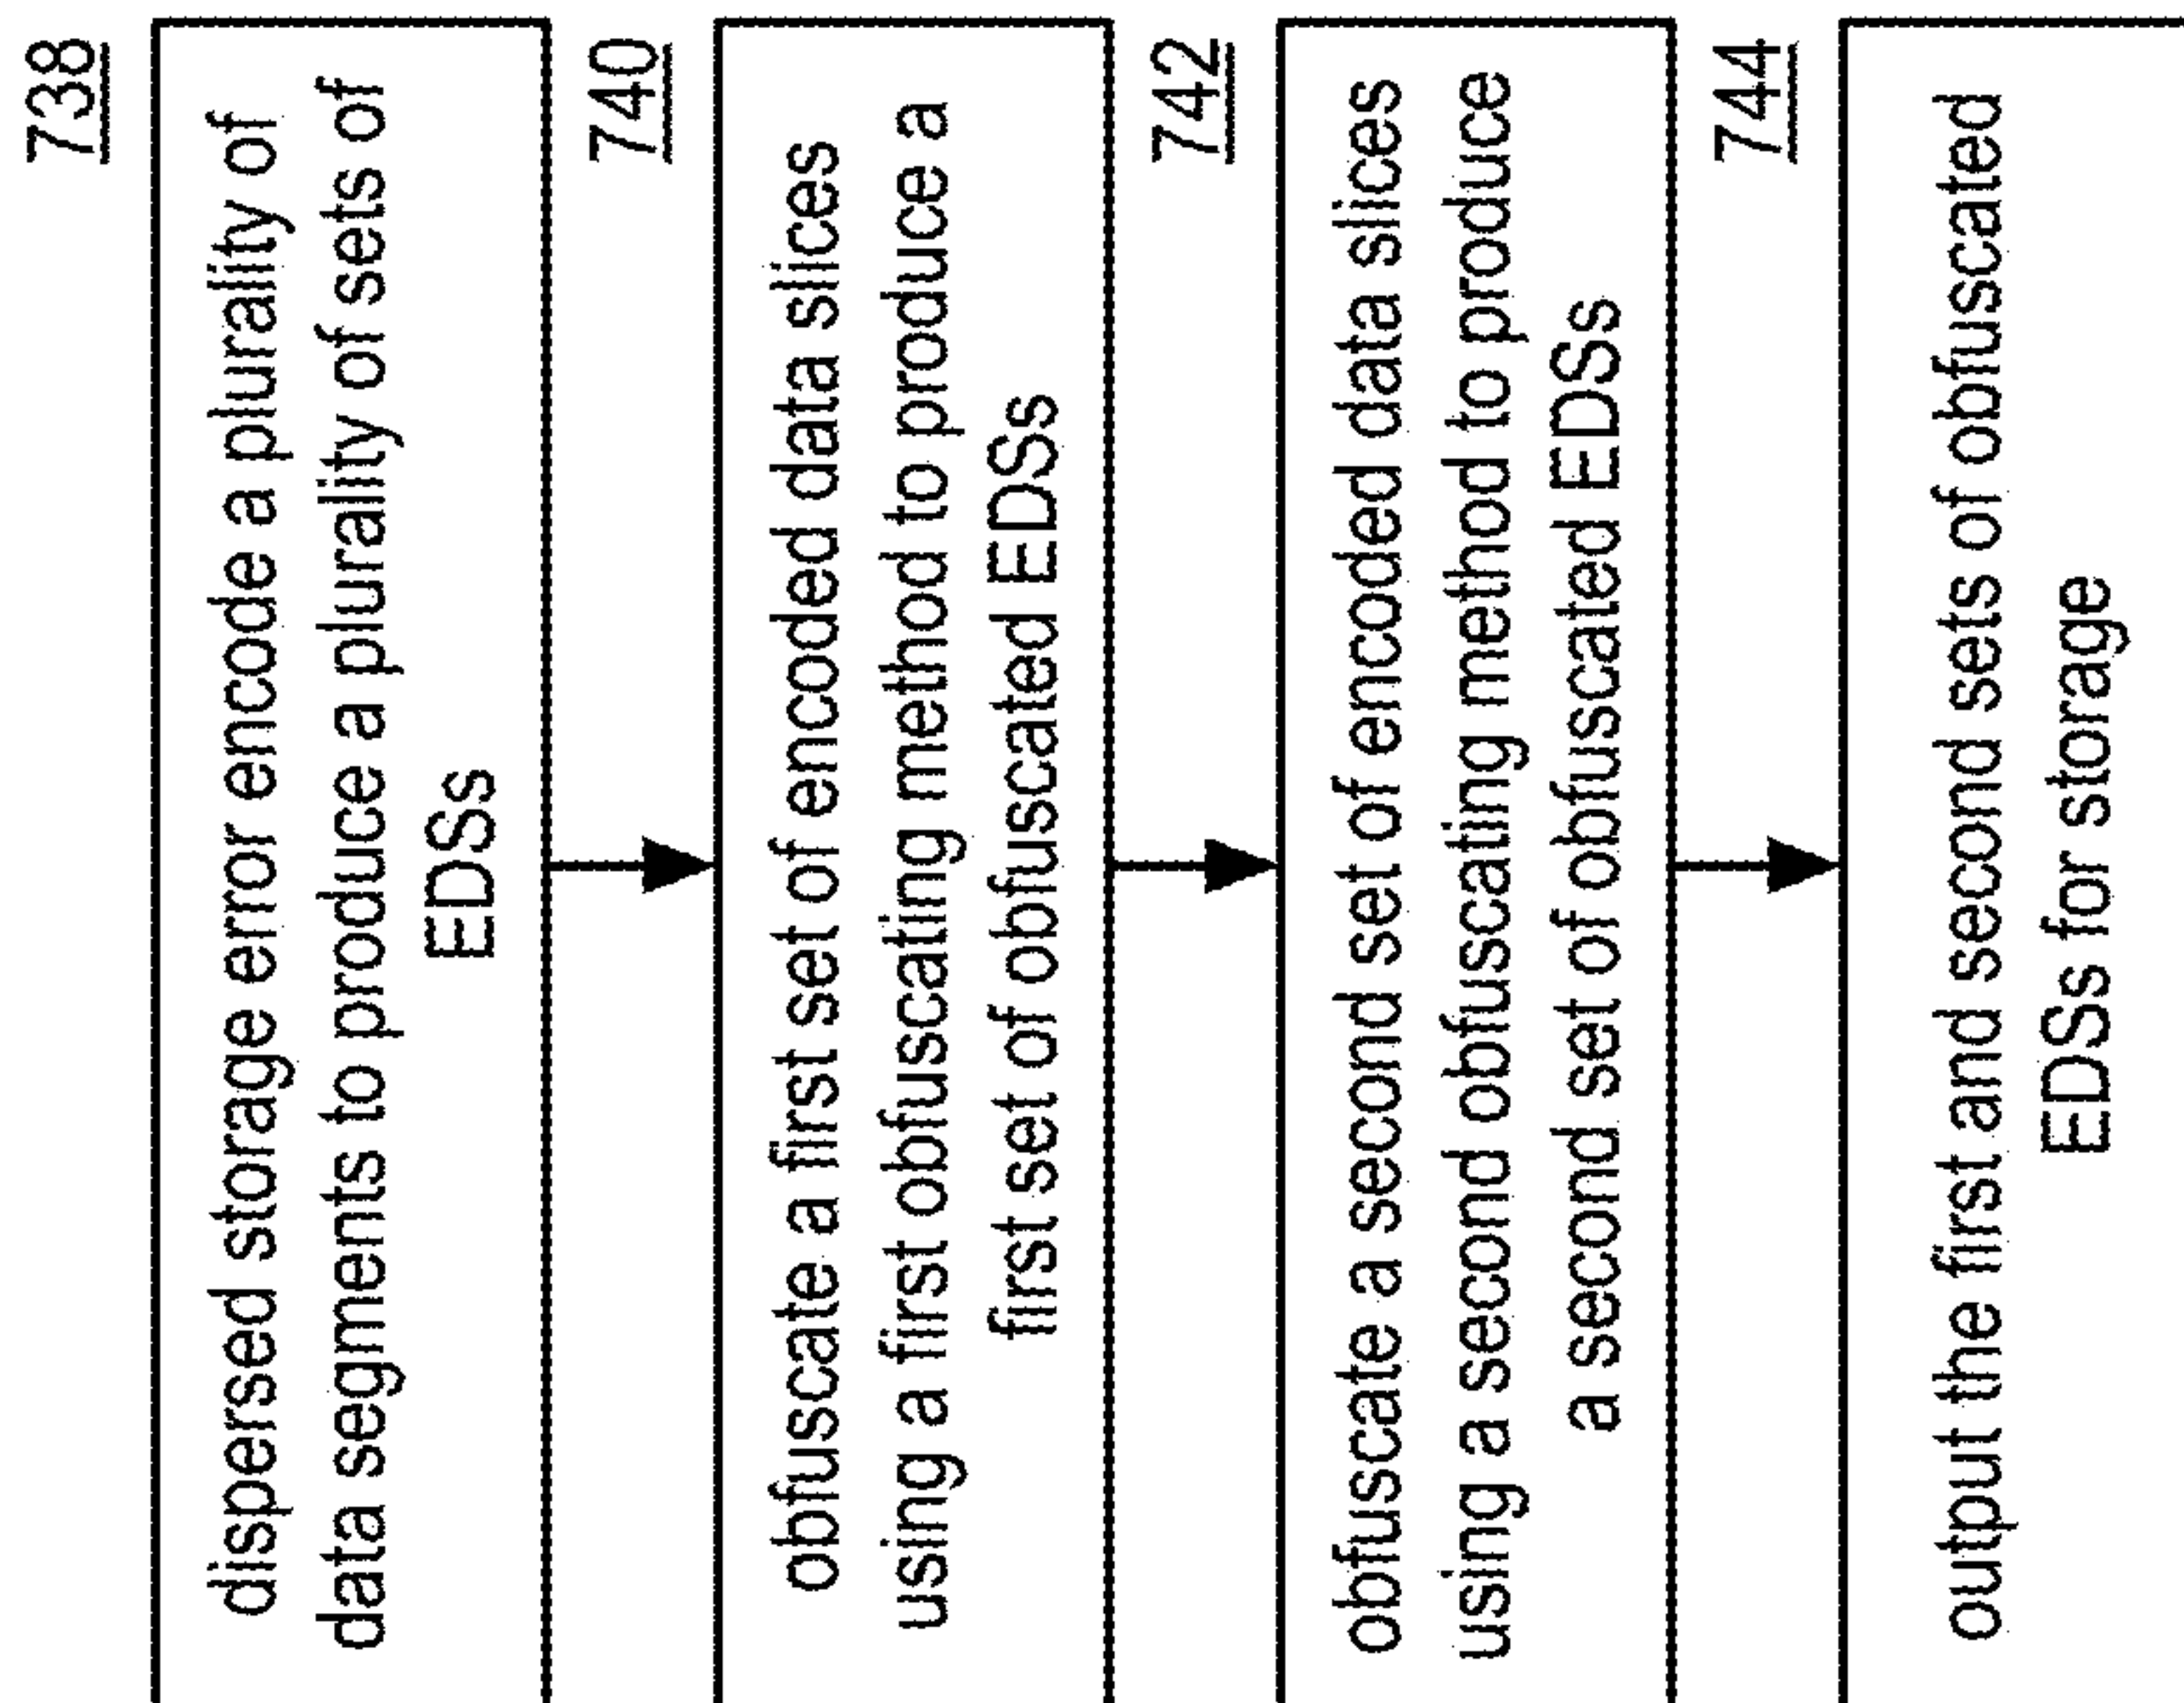 738
dispersed storage error encode a plurality of
data segments to produce a plurality of sets of
EDSs
740
obfuscate a first set of encoded data slices
using a first obfuscating method to produce a
first set of obfuscated EDSs
742
obfuscate a second set of encoded data slices
using a second obfuscating method to produce
a second set of obfuscated EDSs
744
output the first and second sets of obfuscated
EDSs for storage